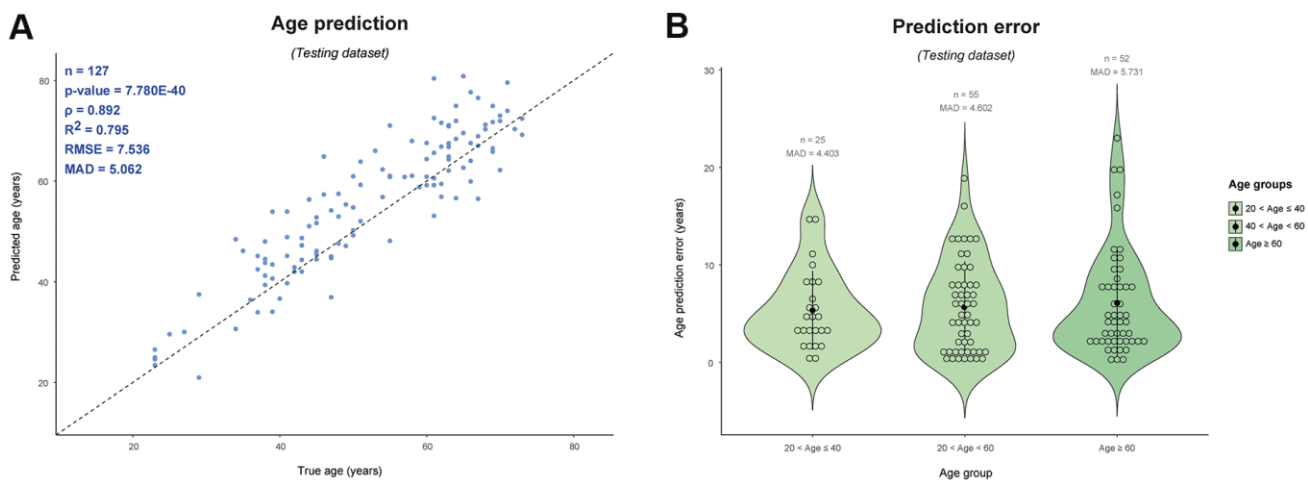 A
Age prediction
(Testing dataset)
n = 127
p-value = 7.780E-40
ρ = 0.892
R² = 0.795
RMSE = 7.536
MAD = 5.062
Predicted age (years)
80
60
40
20
20
40
60
80
True age (years)
B
Prediction error
(Testing dataset)
n = 25
MAD = 4.403
n = 55
MAD = 4.602
n = 52
MAD = 5.731
Age prediction error (years)
30
20
10
0
20 < Age ≤ 40
20 < Age < 60
Age ≥ 60
Age group
Age groups
20 < Age ≤ 40
40 < Age < 60
Age ≥ 60